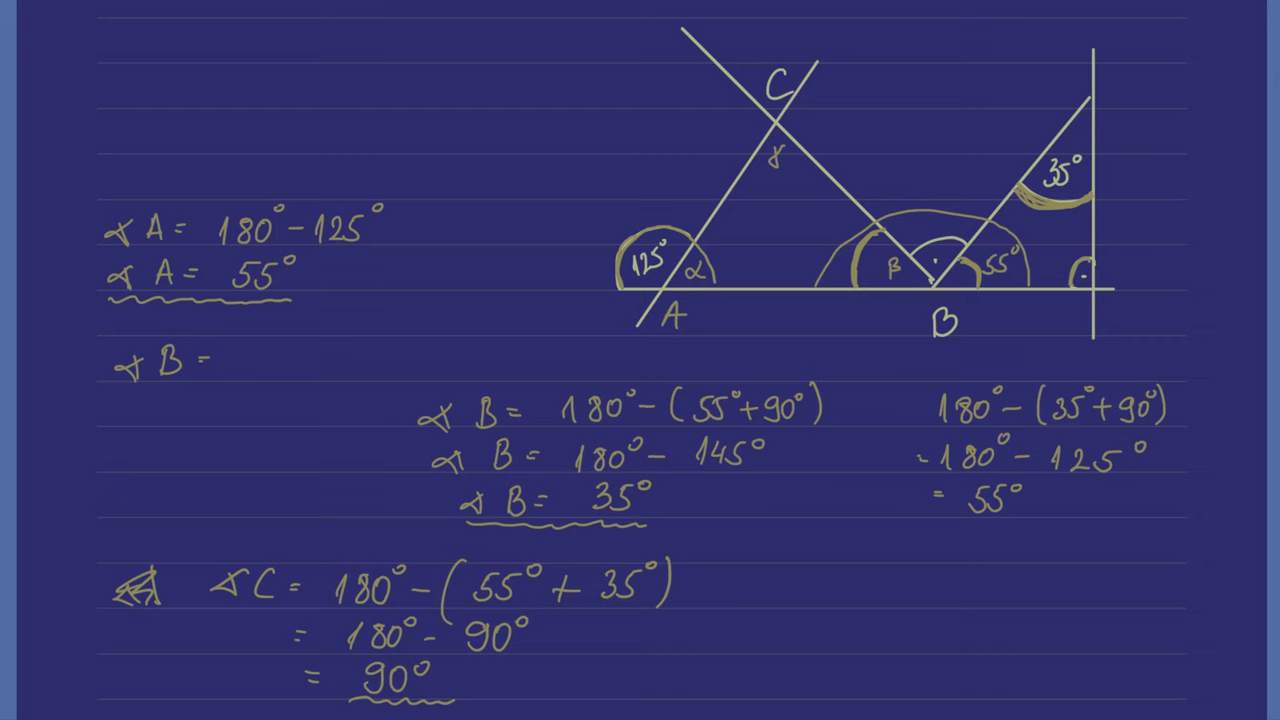 C
γ
35°
125°
α
β
55°
A
B
∢ A = 180° - 125°
∢ A = 55°
∢ B =
∢ B = 180° - (55° + 90°)
∢ B = 180° - 145°
∢ B = 35°
180° - (35° + 90°)
= 180° - 125°
= 55°
∢ C = 180° - (55° + 35°)
= 180° - 90°
= 90°